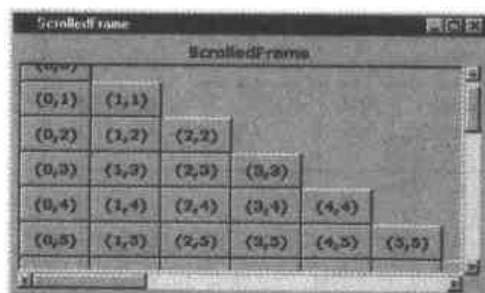 ScrolledFrame
ScrolledFrame
(0,0)
(0,1) (1,1)
(0,2) (1,2) (2,2)
(0,3) (1,3) (2,3) (3,3)
(0,4) (1,4) (2,4) (3,4) (4,4)
(0,5) (1,5) (2,5) (3,5) (4,5) (5,5)